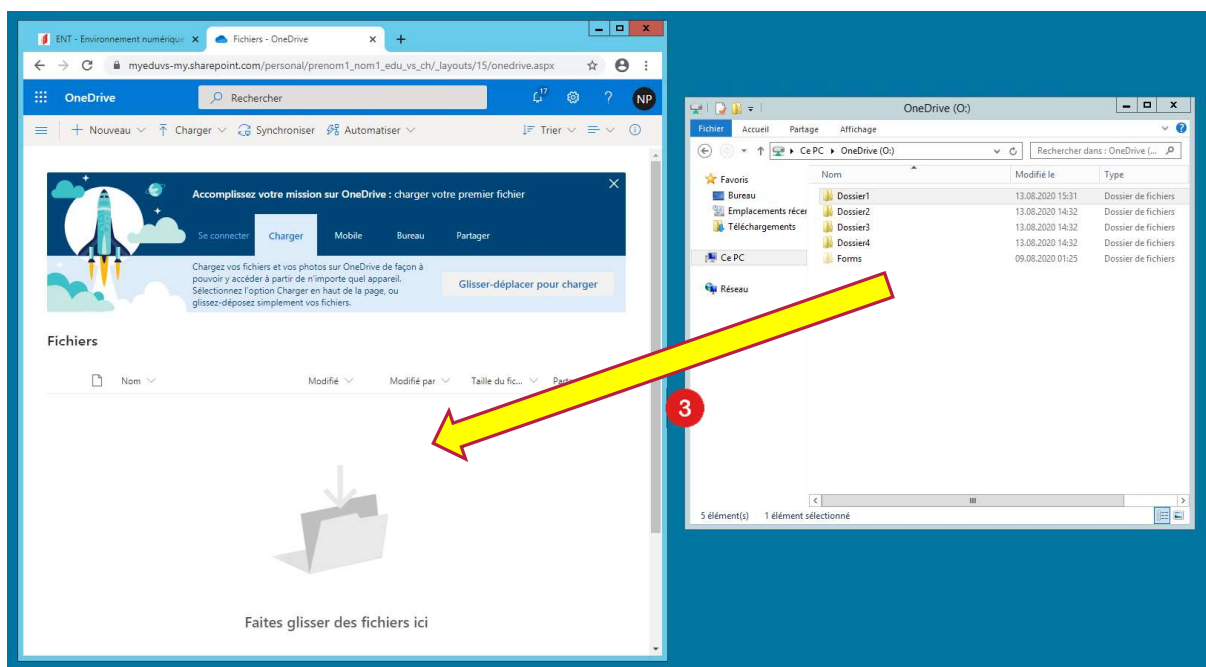 ENT - Environnement numérique
Fichiers - OneDrive
myeduvs-my.sharepoint.com/personal/prenom1_nom1_edu_vs_ch/_layouts/15/onedrive.aspx
OneDrive
Rechercher
17
?
NP
Nouveau
Charger
Synchroniser
Automatiser
Trier
Accomplissez votre mission sur OneDrive : charger votre premier fichier
Se connecter
Charger
Mobile
Bureau
Partager
Chargez vos fichiers et vos photos sur OneDrive de façon à
pouvoir y accéder à partir de n'importe quel appareil.
Sélectionnez l'option Charger en haut de la page, ou
glissez-déposez simplement vos fichiers.
Glisser-déplacer pour charger
Fichiers
Nom
Modifié
Modifié par
Taille du fic...
Faites glisser des fichiers ici
3
OneDrive (O:)
Fichier
Accueil
Partage
Affichage
Ce PC
OneDrive (O:)
Rechercher dans : OneDrive (...
Favoris
Bureau
Emplacements récer
Téléchargements
Ce PC
Réseau
Nom Modifié le Type
Dossier1 13.08.2020 15:31 Dossier de fichiers
Dossier2 13.08.2020 14:32 Dossier de fichiers
Dossier3 13.08.2020 14:32 Dossier de fichiers
Dossier4 13.08.2020 14:32 Dossier de fichiers
Forms 09.08.2020 01:25 Dossier de fichiers
5 élément(s) 1 élément sélectionné